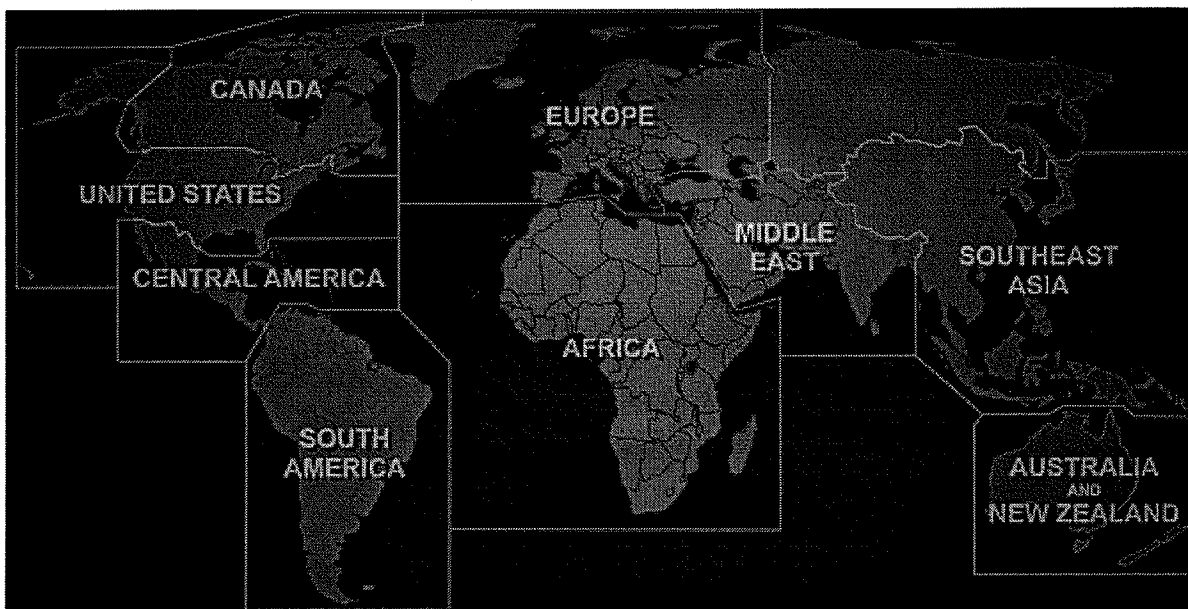 CANADA
EUROPE
UNITED STATES
MIDDLE
EAST
SOUTHEAST
ASIA
CENTRAL AMERICA
AFRICA
SOUTH
AMERICA
AUSTRALIA
AND
NEW ZEALAND